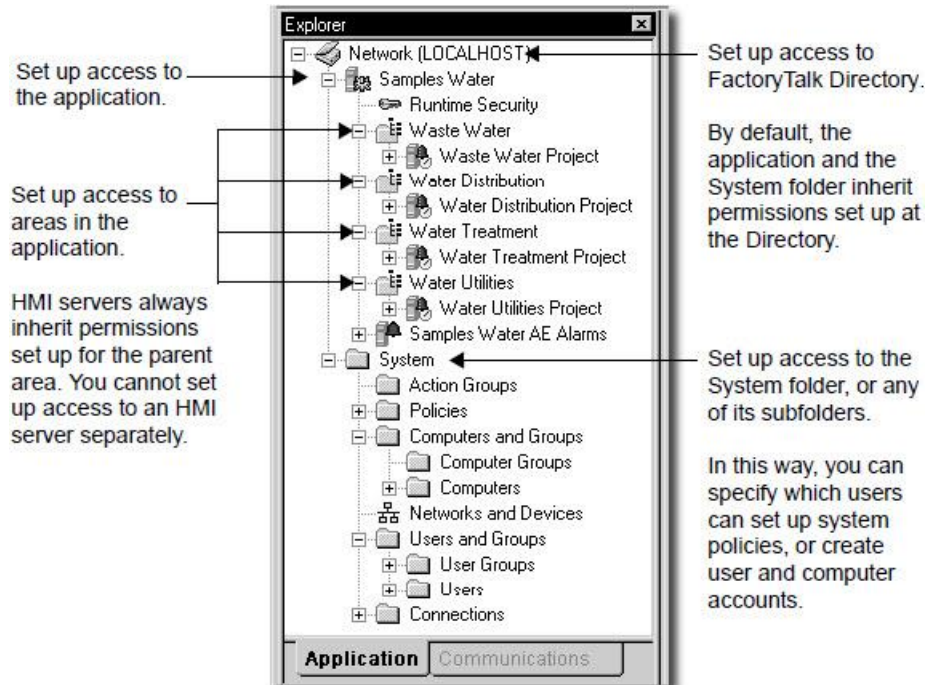 Set up access to
the application.
Set up access to
areas in the
application.
HMI servers always
inherit permissions
set up for the parent
area. You cannot set
up access to an HMI
server separately.
Explorer
Network (LOCALHOST)
Samples Water
Runtime Security
Waste Water
Waste Water Project
Water Distribution
Water Distribution Project
Water Treatment
Water Treatment Project
Water Utilities
Water Utilities Project
Samples Water AE Alarms
System
Action Groups
Policies
Computers and Groups
Computer Groups
Computers
Networks and Devices
Users and Groups
User Groups
Users
Connections
Application
Communications
Set up access to
FactoryTalk Directory.
By default, the
application and the
System folder inherit
permissions set up at
the Directory.
Set up access to the
System folder, or any
of its subfolders.
In this way, you can
specify which users
can set up system
policies, or create
user and computer
accounts.